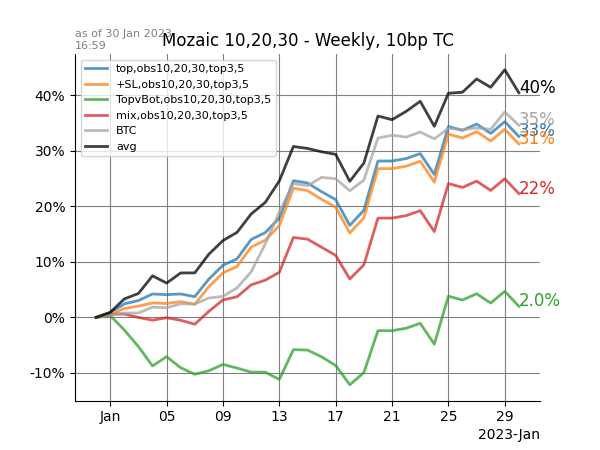 as of 30 Jan 2023
16:59
Mozaic 10,20,30 - Weekly, 10bp TC
top,obs10,20,30,top3,5
+SL,obs10,20,30,top3,5
TopvBot,obs10,20,30,top3,5
mix,obs10,20,30,top3,5
BTC
avg
40%
30%
20%
10%
0%
-10%
40%
35%
33%
31%
22%
2.0%
Jan 05 09 13 17 21 25 29
2023-Jan